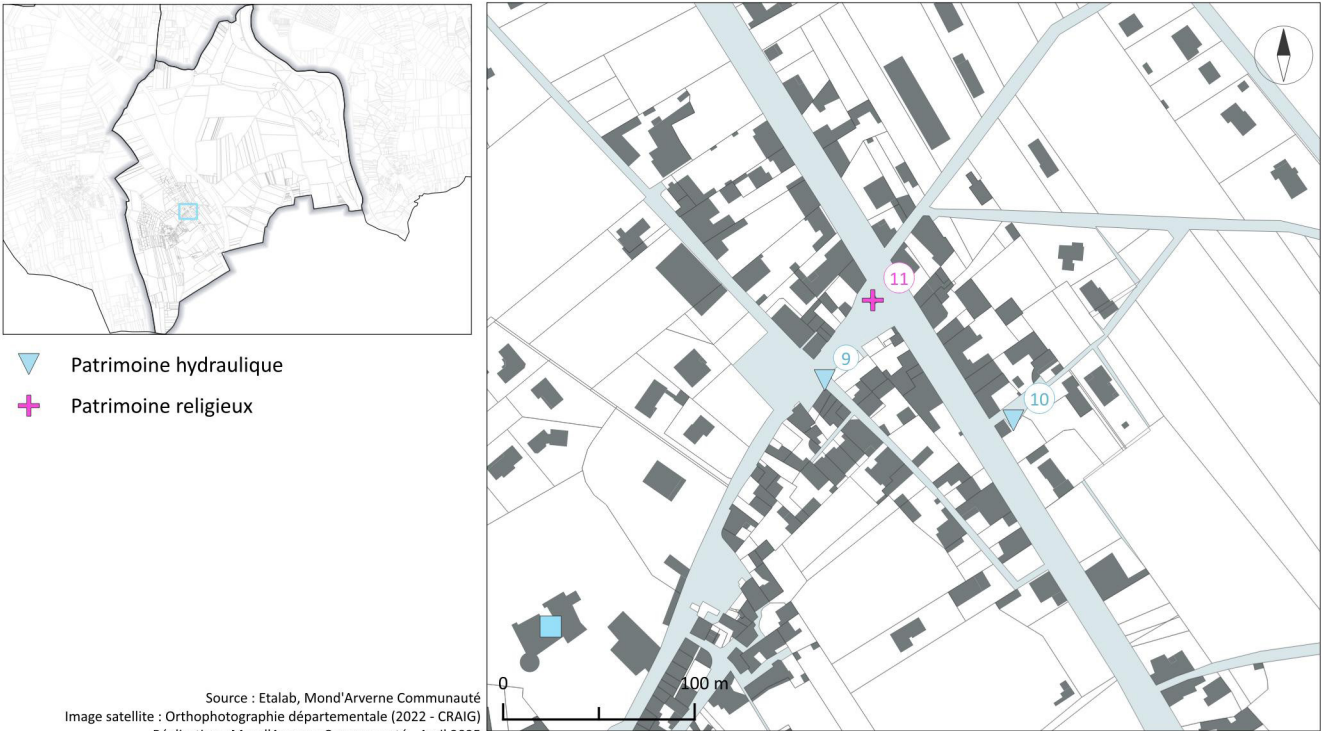 Patrimoine hydraulique
Patrimoine religieux
11
9
10
0
100 m
Source : Etalab, Mond'Arverne Communauté
Image satellite : Orthophotographie départementale (2022 - CRAIG)